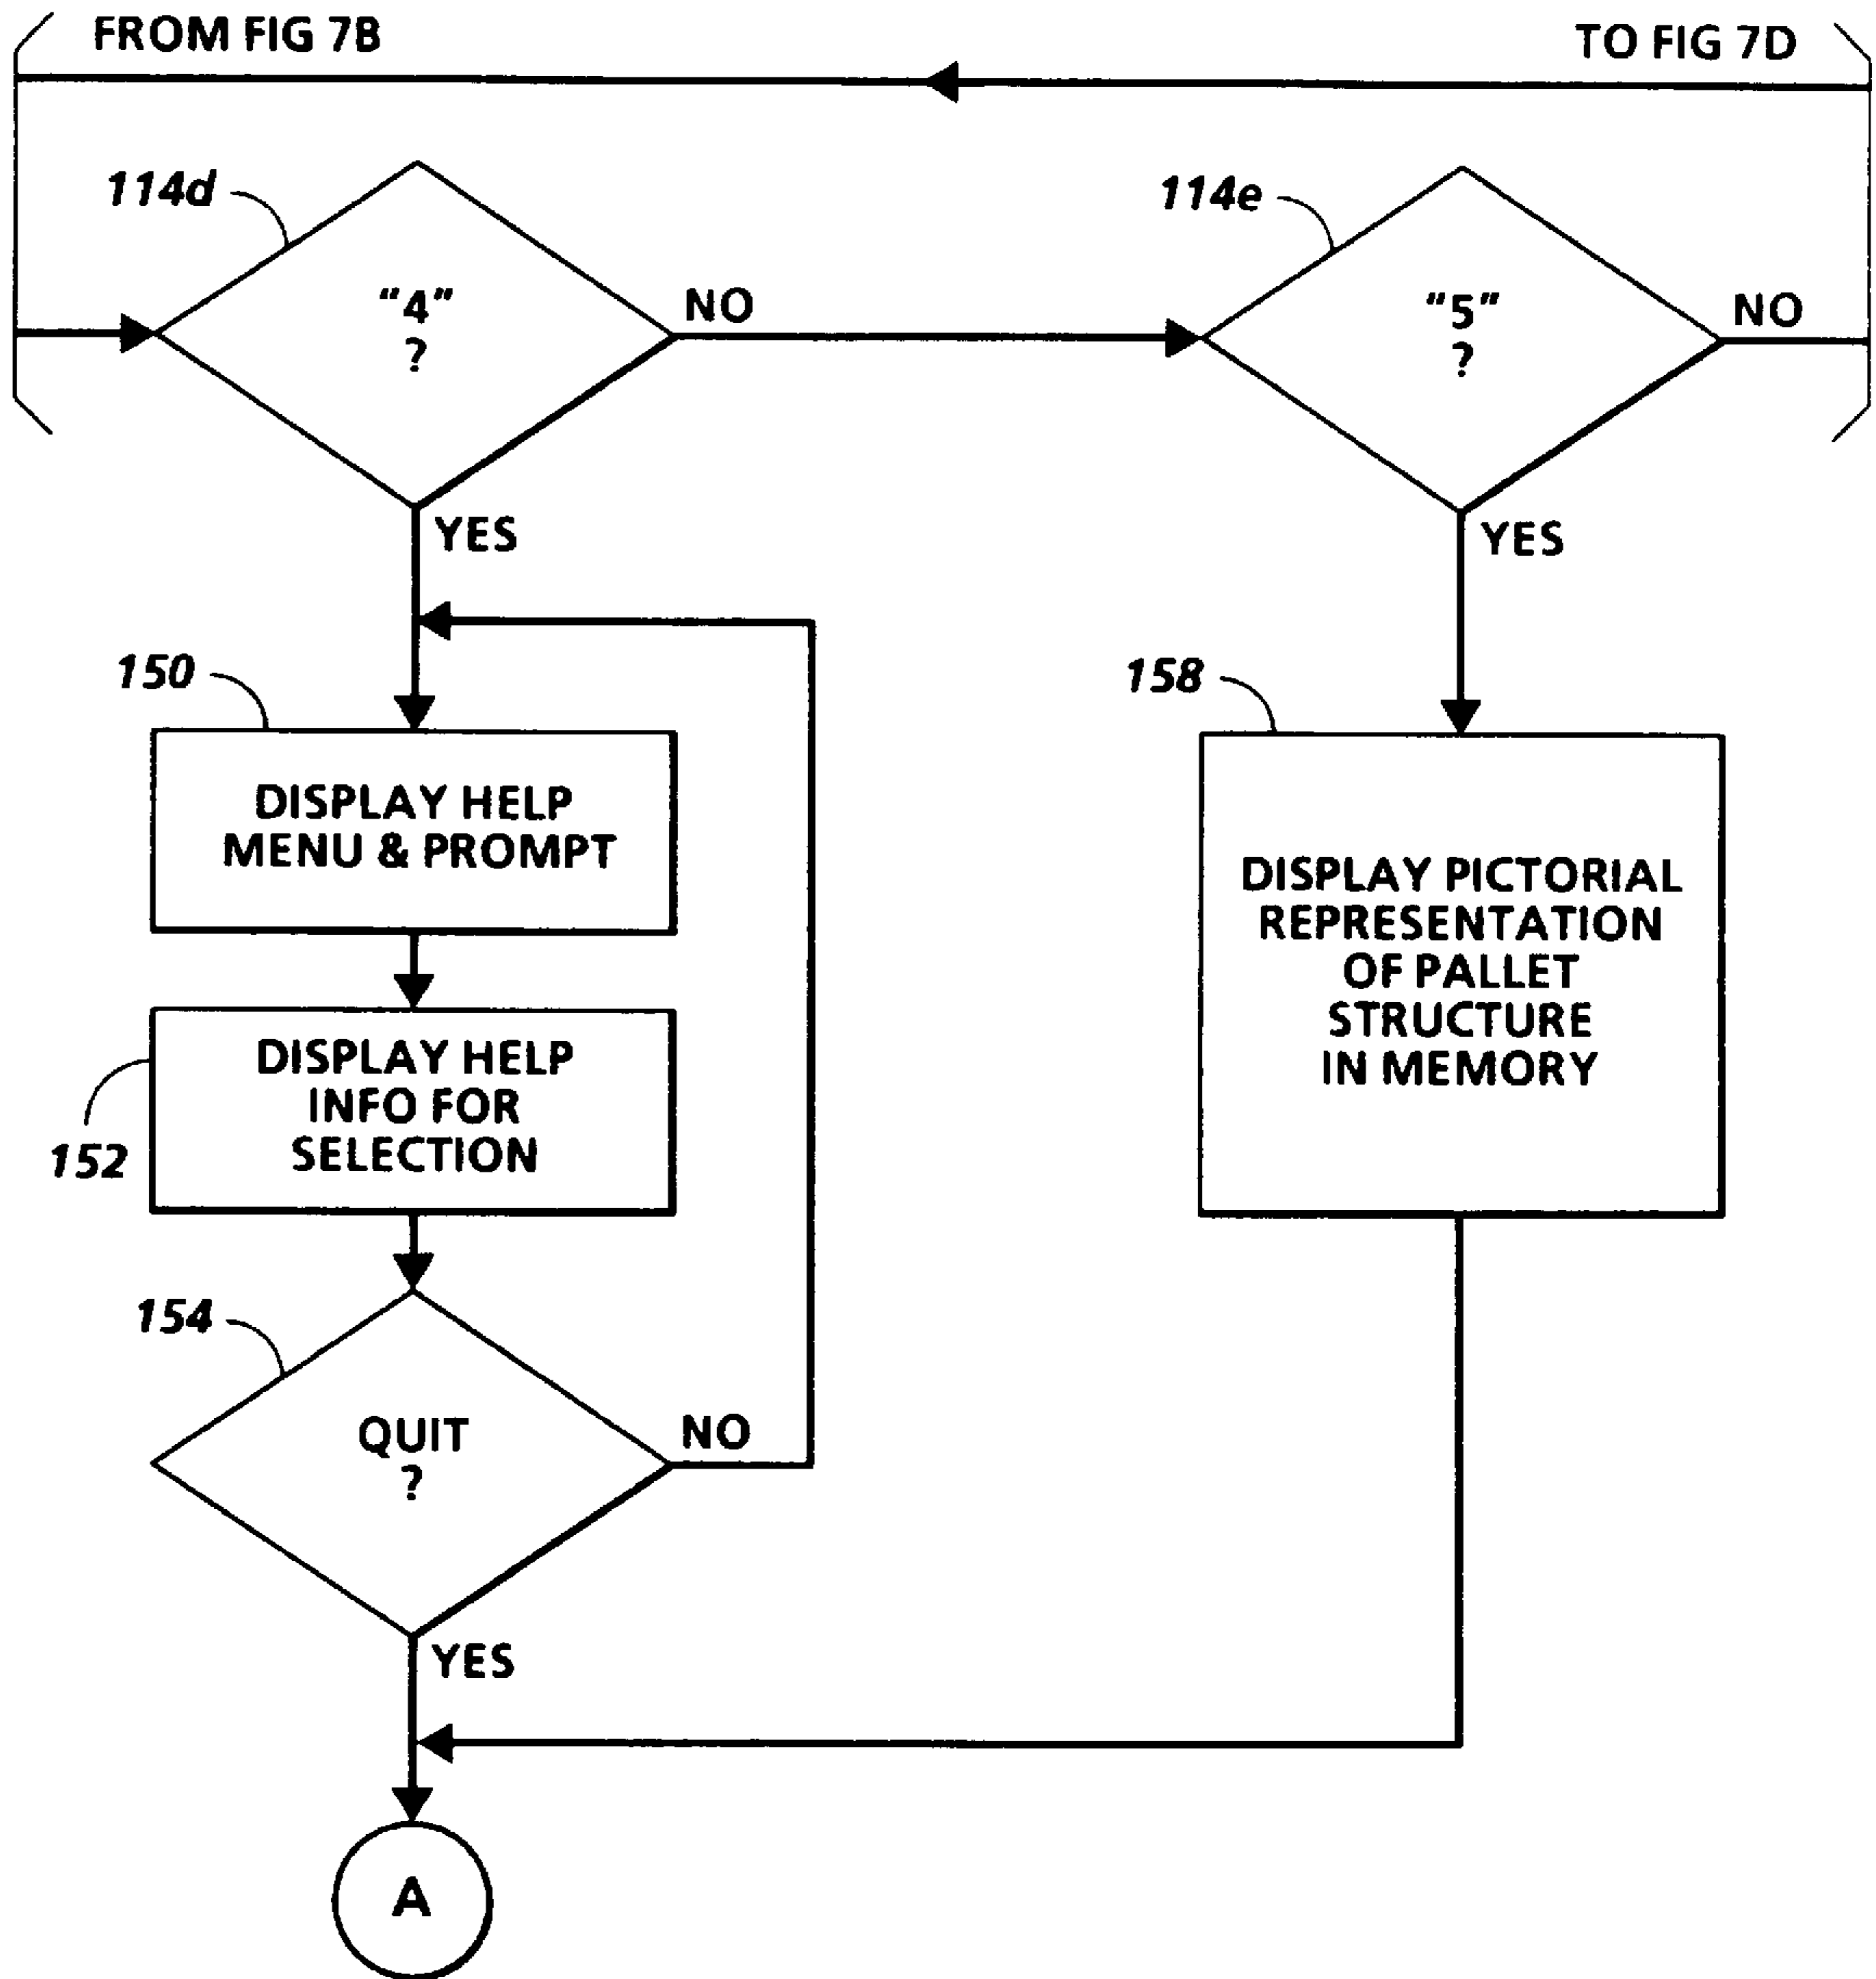 FROM FIG 7B
TO FIG 7D
114d
"4"
?
NO
YES
114e
"5"
?
NO
YES
150
DISPLAY HELP
MENU & PROMPT
152
DISPLAY HELP
INFO FOR
SELECTION
154
QUIT
?
NO
YES
158
DISPLAY PICTORIAL
REPRESENTATION
OF PALLET
STRUCTURE
IN MEMORY
A